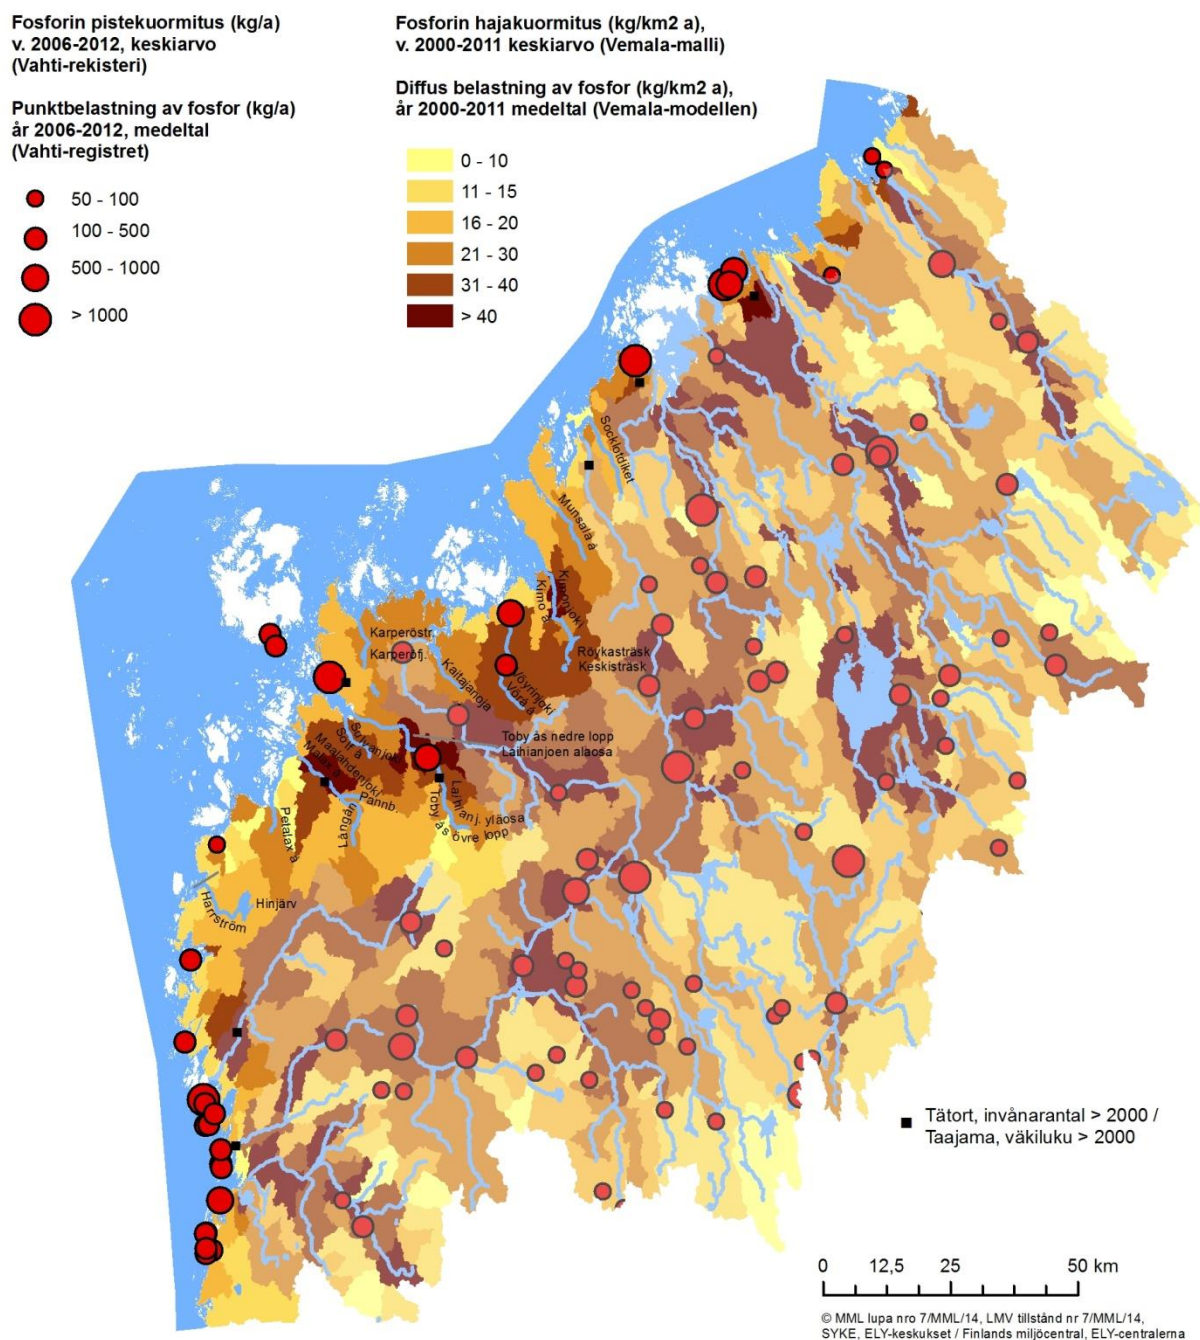 Fosforin pistekuormitus (kg/a)
v. 2006-2012, keskiarvo
(Vahti-rekisteri)
Punktbelastning av fosfor (kg/a)
år 2006-2012, medeltal
(Vahti-registret)
50 - 100
100 - 500
500 - 1000
> 1000
Fosforin hajakuormitus (kg/km2 a),
v. 2000-2011 keskiarvo (Vemala-malli)
Diffus belastning av fosfor (kg/km2 a),
år 2000-2011 medeltal (Vemala-modellen)
0 - 10
11 - 15
16 - 20
21 - 30
31 - 40
> 40
Socklotdiket
Munsala å
Kimo å
Kimonjoki
Karperöstr.
Karperöfj.
Kaitajanoja
Röykasträsk
Keskisträsk
Vöyrinjoki
Vörå å
Toby ås nedre lopp
Laihianjoen alaosa
Sulvanjoki
Solf å
Maalahdenjoki
Malax å
Pannb.
Långån
Petalax å
Laihianj. yläosa
Toby ås övre lopp
Harrström
Hinjärv
Tätort, invånarantal > 2000 /
Taajama, väkiluku > 2000
0 12,5 25 50 km
© MML lupa nro 7/MML/14, LMV tillstånd nr 7/MML/14,
SYKE, ELY-keskukset / Finlands miljöcentral, ELY-centralerna